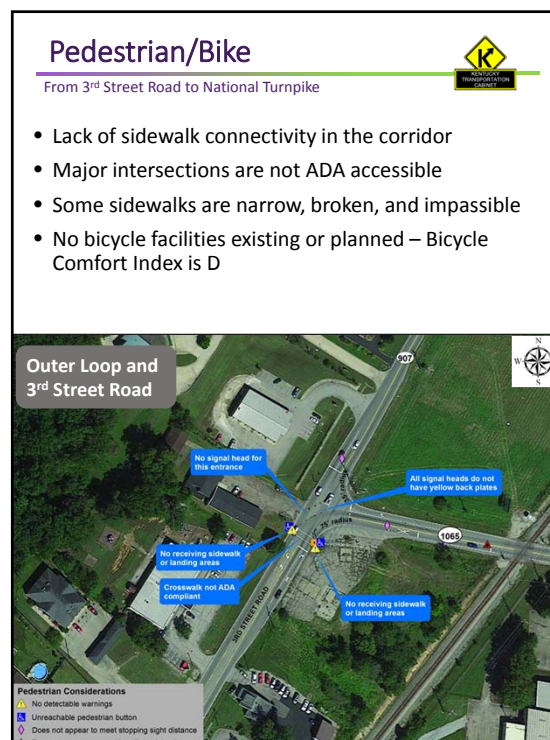 Pedestrian/Bike
KENTUCKY
TRANSPORTATION
CABINET
From 3rd Street Road to National Turnpike
• Lack of sidewalk connectivity in the corridor
• Major intersections are not ADA accessible
• Some sidewalks are narrow, broken, and impassible
• No bicycle facilities existing or planned – Bicycle
Comfort Index is D
Outer Loop and
3rd Street Road
N
W
907
No signal head for
this entrance
All signal heads do not
have yellow back plates
75' radius
1065
No receiving sidewalk
or landing areas
Crosswalk not ADA
compliant
No receiving sidewalk
or landing areas
3RD STREET ROAD
Pedestrian Considerations
No detectable warnings
Unreachable pedestrian button
Does not appear to meet stopping sight distance